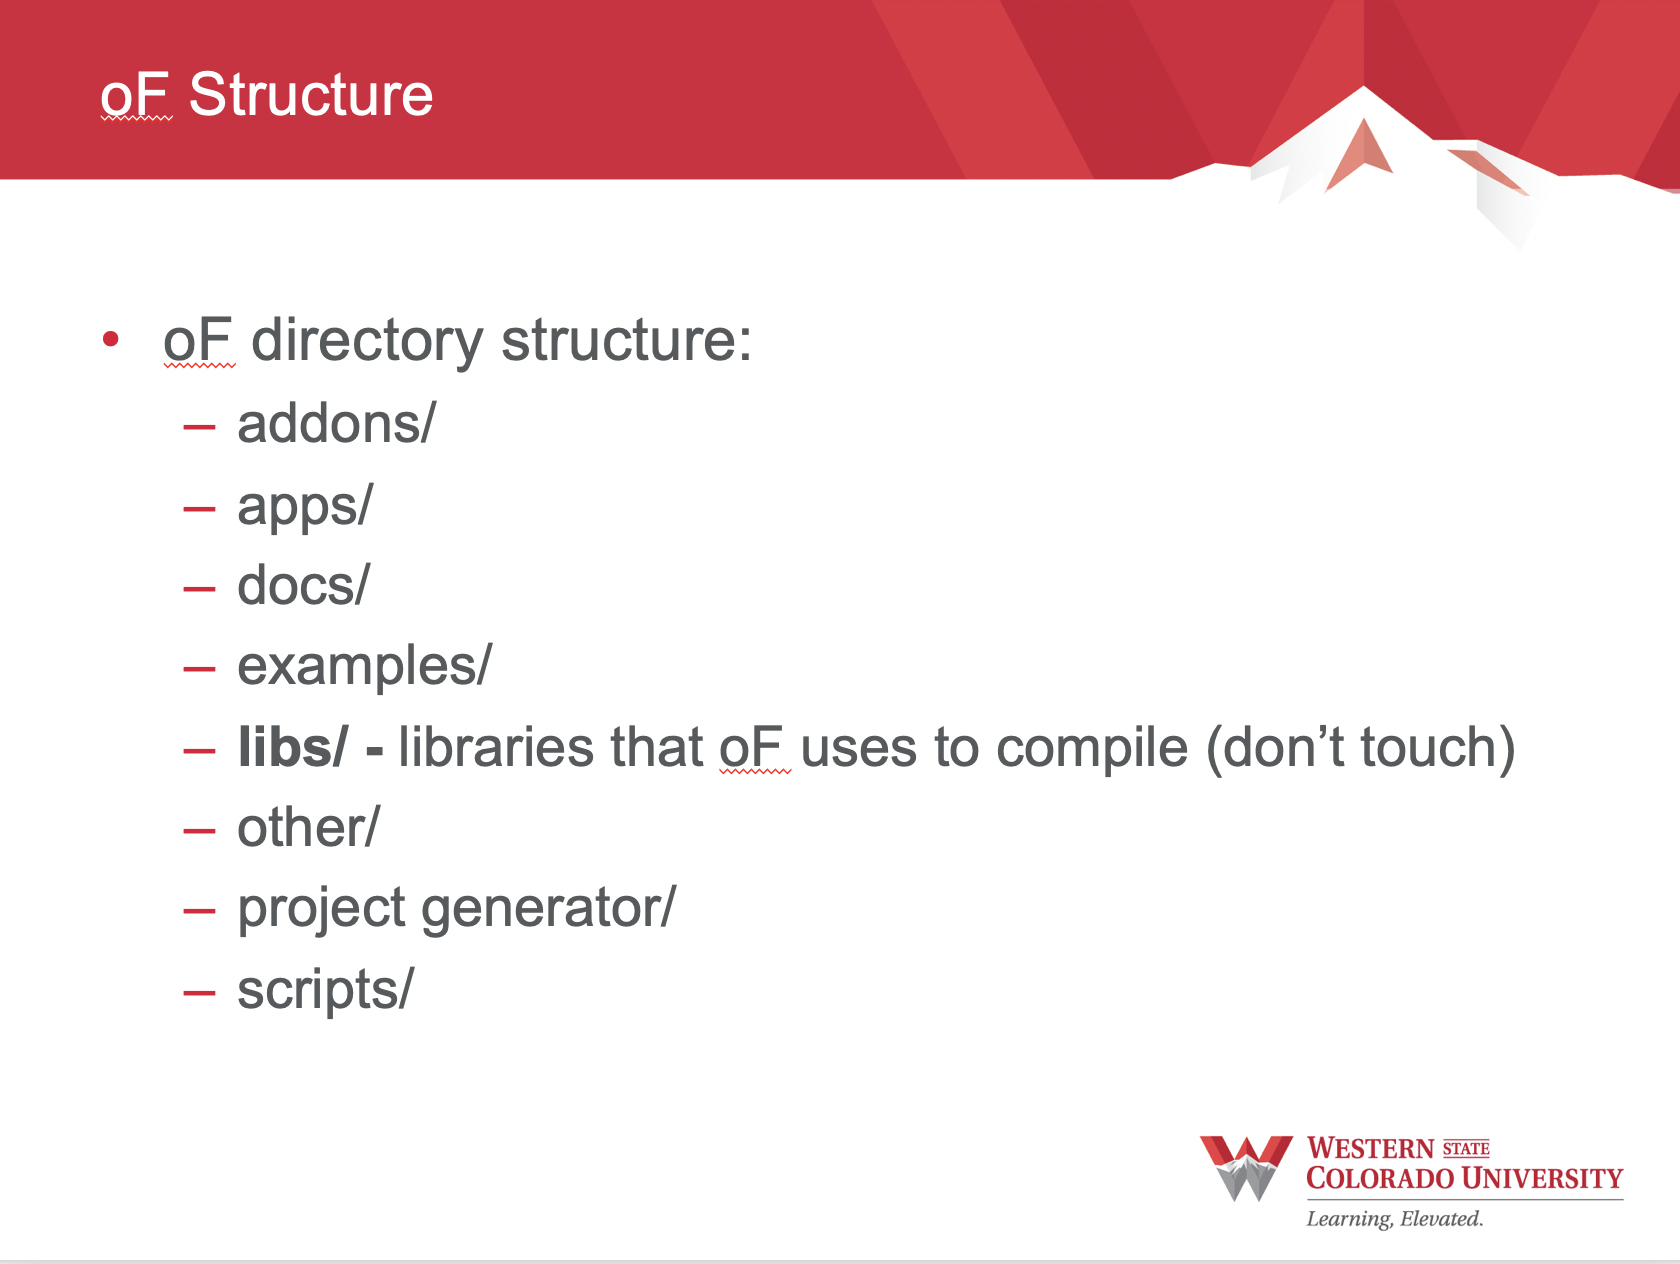 oF Structure
• oF directory structure:
– addons/
– apps/
– docs/
– examples/
– libs/ - libraries that oF uses to compile (don’t touch)
– other/
– project generator/
– scripts/
WESTERN STATE
COLORADO UNIVERSITY
Learning, Elevated.